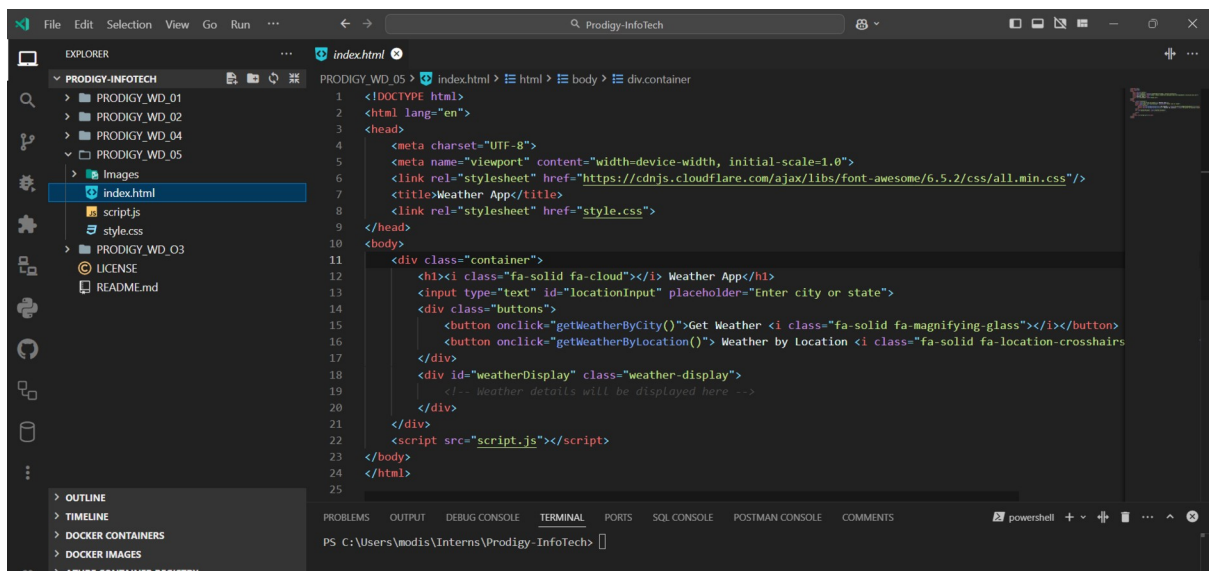 File Edit Selection View Go Run ···
Prodigy-InfoTech
EXPLORER
PRODIGY-INFOTECH
PRODIGY_WD_01
PRODIGY_WD_02
PRODIGY_WD_04
PRODIGY_WD_05
Images
index.html
JS script.js
style.css
PRODIGY_WD_O3
LICENSE
README.md
OUTLINE
TIMELINE
DOCKER CONTAINERS
DOCKER IMAGES
index.html
PRODIGY_WD_05 > index.html > html > body > div.container
1 <!DOCTYPE html>
2 <html lang="en">
3 <head>
4 <meta charset="UTF-8">
5 <meta name="viewport" content="width=device-width, initial-scale=1.0">
6 <link rel="stylesheet" href="https://cdnjs.cloudflare.com/ajax/libs/font-awesome/6.5.2/css/all.min.css"/>
7 <title>Weather App</title>
8 <link rel="stylesheet" href="style.css">
9 </head>
10 <body>
11 <div class="container">
12 <h1><i class="fa-solid fa-cloud"></i> Weather App</h1>
13 <input type="text" id="locationInput" placeholder="Enter city or state">
14 <div class="buttons">
15 <button onclick="getWeatherByCity()">Get Weather <i class="fa-solid fa-magnifying-glass"></i></button>
16 <button onclick="getWeatherByLocation()"> Weather by Location <i class="fa-solid fa-location-crosshairs
17 </div>
18 <div id="weatherDisplay" class="weather-display">
19 <!-- Weather details will be displayed here -->
20 </div>
21 </div>
22 <script src="script.js"></script>
23 </body>
24 </html>
25
PROBLEMS OUTPUT DEBUG CONSOLE TERMINAL PORTS SQL CONSOLE POSTMAN CONSOLE COMMENTS powershell
PS C:\Users\modis\Interns\Prodigy-InfoTech>